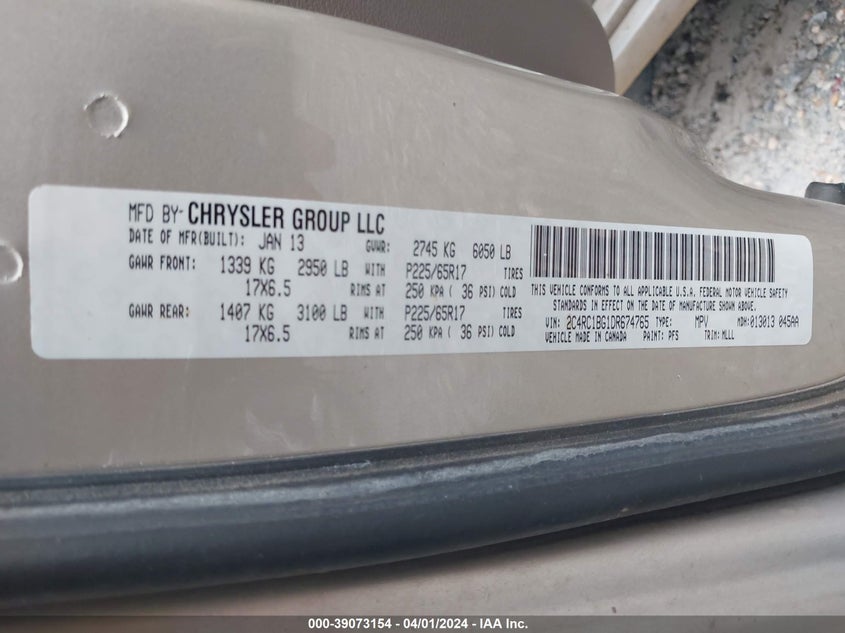 MFD BY- CHRYSLER GROUP LLC
DATE OF MFR(BUILT): JAN 13 GVWR: 2745 KG 6050 LB
GAWR FRONT: 1339 KG 2950 LB WITH P225/65R17 TIRES
17X6.5 RIMS AT 250 KPA ( 36 PSI) COLD
GAWR REAR: 1407 KG 3100 LB WITH P225/65R17 TIRES
17X6.5 RIMS AT 250 KPA ( 36 PSI) COLD
THIS VEHICLE CONFORMS TO ALL APPLICABLE U.S.A. FEDERAL MOTOR VEHICLE SAFETY
STANDARDS IN EFFECT ON THE DATE OF MANUFACTURE SHOWN ABOVE.
VIN: 2C4RC1BG1DR674765 TYPE: MPV MDH:013013 045AA
VEHICLE MADE IN CANADA PAINT: PFS TRIM: MLLL
000-39073154 - 04/01/2024 - IAA Inc.